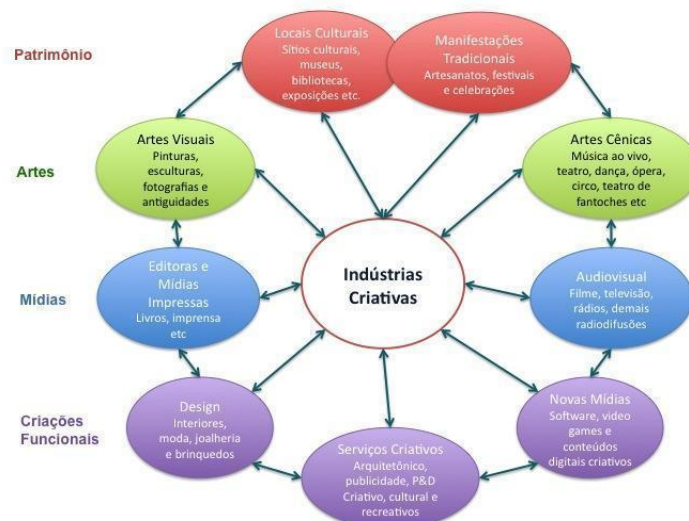 Patrimônio
Locais Culturais
Sítios culturais,
museus,
bibliotecas,
exposições etc.
Manifestações
Tradicionais
Artesanatos, festivais
e celebrações
Artes
Artes Visuais
Pinturas,
esculturas,
fotografias e
antiguidades
Artes Cênicas
Música ao vivo,
teatro, dança, ópera,
circo, teatro de
fantoches etc
Mídias
Editoras e
Mídias
Impressas
Livros, imprensa
etc
Indústrias
Criativas
Audiovisual
Filme, televisão,
rádios, demais
radiodifusões
Criações
Funcionais
Design
Interiores,
moda, joalheria
e brinquedos
Serviços Criativos
Arquitetônico,
publicidade, P&D
Criativo, cultural e
recreativos
Novas Mídias
Software, video
games e
conteúdos
digitais criativos